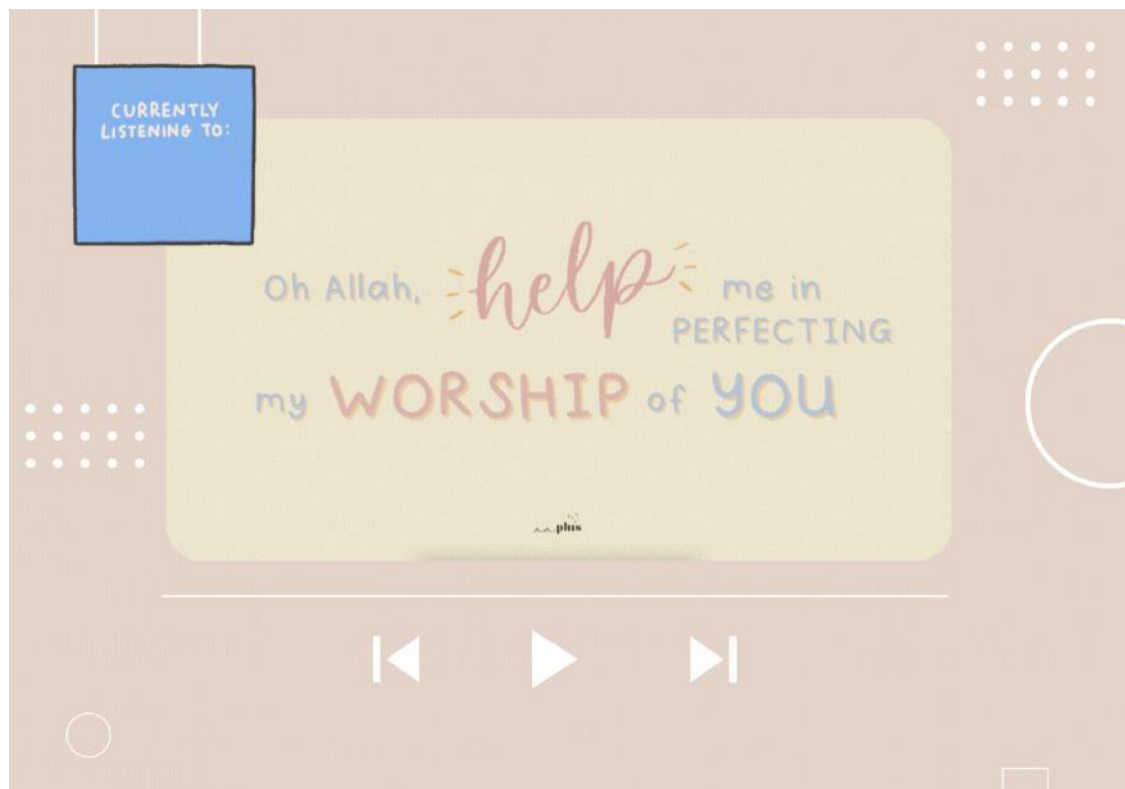 CURRENTLY
LISTENING TO:
Oh Allah, help me in
PERFECTING
my WORSHIP of YOU
plus